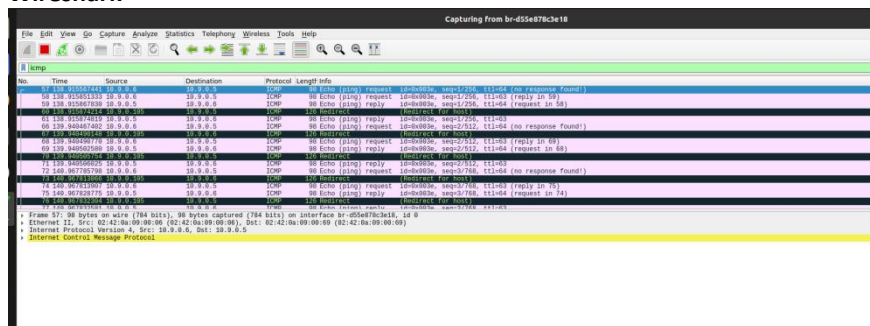 Wireshark
Capturing from br-d55e878c3e18
File Edit View Go Capture Analyze Statistics Telephony Wireless Tools Help
icmp
No. Time Source Destination Protocol Length Info
57 138.915567441 10.9.0.6 10.9.0.5 ICMP 98 Echo (ping) request id=0x003e, seq=1/256, ttl=64 (no response found!)
58 138.915851333 10.9.0.6 10.9.0.5 ICMP 98 Echo (ping) request id=0x003e, seq=1/256, ttl=63 (reply in 59)
59 138.915867830 10.9.0.5 10.9.0.6 ICMP 98 Echo (ping) reply id=0x003e, seq=1/256, ttl=64 (request in 58)
60 138.915874214 10.9.0.105 ICMP 126 Redirect (Redirect for host)
61 138.915874819 10.9.0.5 10.9.0.6 ICMP 98 Echo (ping) reply id=0x003e, seq=1/256, ttl=63
66 139.940467402 10.9.0.6 10.9.0.5 ICMP 98 Echo (ping) request id=0x003e, seq=2/512, ttl=64 (no response found!)
67 139.940490148 10.9.0.105 10.9.0.6 ICMP 126 Redirect (Redirect for host)
68 139.940490770 10.9.0.6 10.9.0.5 ICMP 98 Echo (ping) request id=0x003e, seq=2/512, ttl=63 (reply in 69)
69 139.940502580 10.9.0.5 10.9.0.6 ICMP 98 Echo (ping) reply id=0x003e, seq=2/512, ttl=64 (request in 68)
70 139.940505754 10.9.0.105 10.9.0.5 ICMP 126 Redirect (Redirect for host)
71 139.940506025 10.9.0.5 10.9.0.6 ICMP 98 Echo (ping) reply id=0x003e, seq=2/512, ttl=63
72 140.967785798 10.9.0.6 10.9.0.5 ICMP 98 Echo (ping) request id=0x003e, seq=3/768, ttl=64 (no response found!)
73 140.967813066 10.9.0.105 10.9.0.6 ICMP 126 Redirect (Redirect for host)
74 140.967813907 10.9.0.6 10.9.0.5 ICMP 98 Echo (ping) request id=0x003e, seq=3/768, ttl=63 (reply in 75)
75 140.967828775 10.9.0.5 10.9.0.6 ICMP 98 Echo (ping) reply id=0x003e, seq=3/768, ttl=64 (request in 74)
76 140.967832304 10.9.0.105 10.9.0.5 ICMP 126 Redirect (Redirect for host)
Frame 57: 98 bytes on wire (784 bits), 98 bytes captured (784 bits) on interface br-d55e878c3e18, id 0
Ethernet II, Src: 02:42:0a:09:00:06 (02:42:0a:09:00:06), Dst: 02:42:0a:09:00:69 (02:42:0a:09:00:69)
Internet Protocol Version 4, Src: 10.9.0.6, Dst: 10.9.0.5
Internet Control Message Protocol